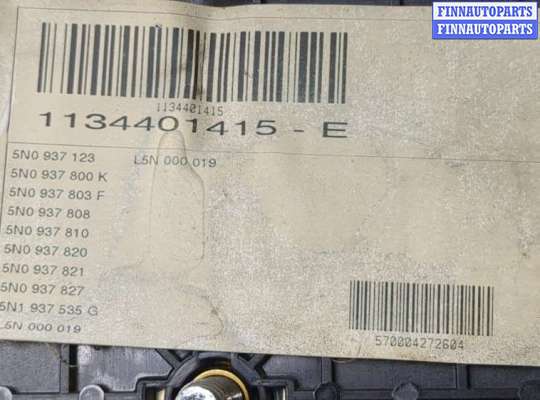 FINNAUTOPARTS
FINNAUTOPARTS
1134401415
1134401415 - E
5N0 937 123 L5N 000 019
5N0 937 800 K
5N0 937 803 F
5N0 937 808
5N0 937 810
5N0 937 820
5N0 937 821
5N0 937 827
5N1 937 535 G
L5N 000 019
570004272604